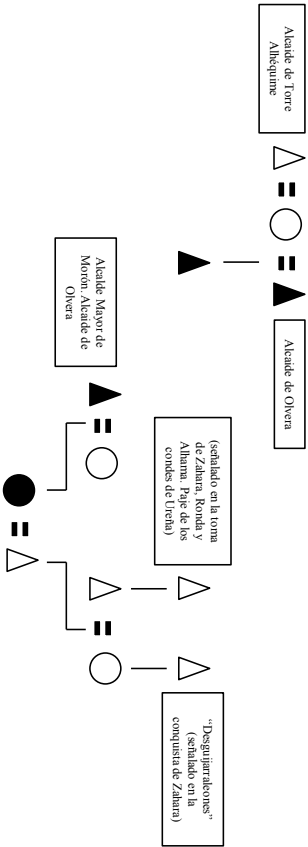 Alcaide de Torre
Alhéquime
Alcaide de Olvera
(señalado en la toma
de Zahara, Ronda y
Alhama. Paje de los
condes de Ureña)
"Desguijarraleones"
(señalado en la
conquista de Zahara)
Alcalde Mayor de
Morón. Alcaide de
Olvera